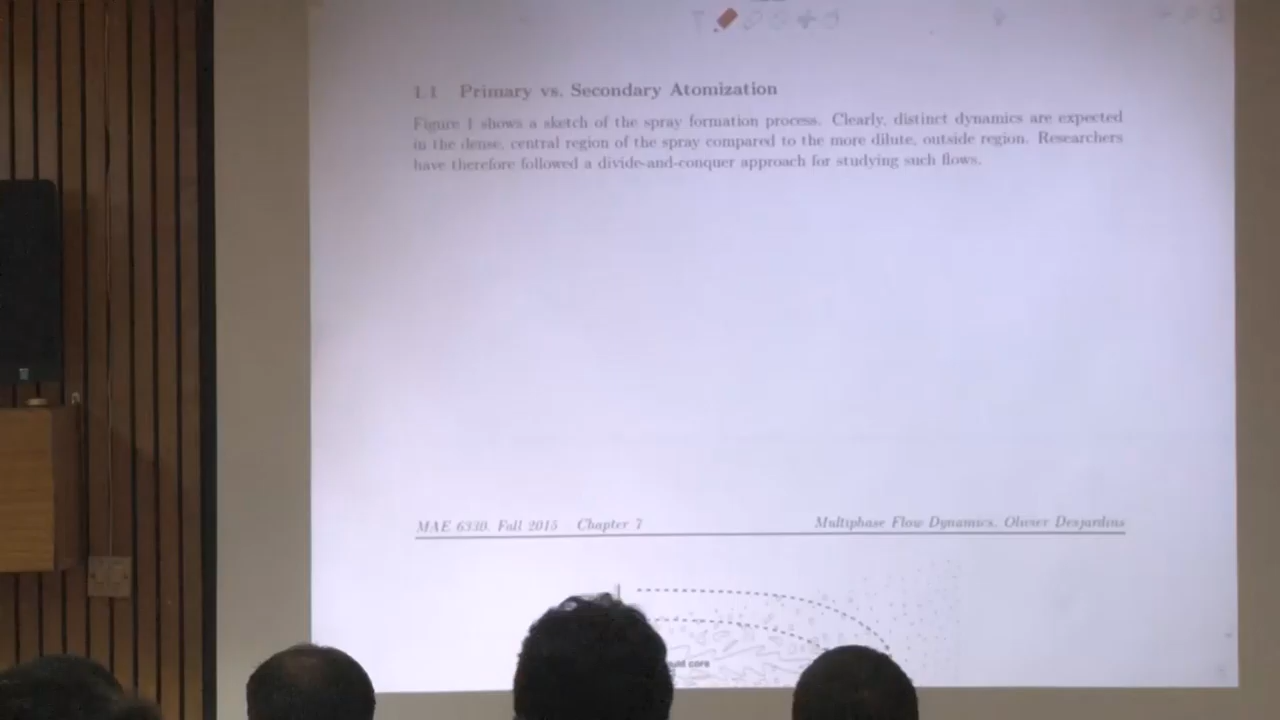 1.1 Primary vs. Secondary Atomization
Figure 1 shows a sketch of the spray formation process. Clearly, distinct dynamics are expected
in the dense, central region of the spray compared to the more dilute, outside region. Researchers
have therefore followed a divide-and-conquer approach for studying such flows.
MAE 6330, Fall 2015 Chapter 7
Multiphase Flow Dynamics, Olivier Desjardins
core